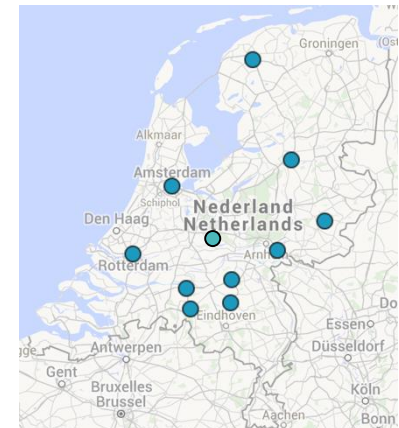 Groningen
Alkmaar
Amsterdam
Schiphol
Nederland
Netherlands
Den Haag
Arnh
Rotterdam
Eindhoven
Essen
Düsseldorf
Antwerpen
Gent
Bruxelles
Brussel
Köln
Aachen
Bonn
Do